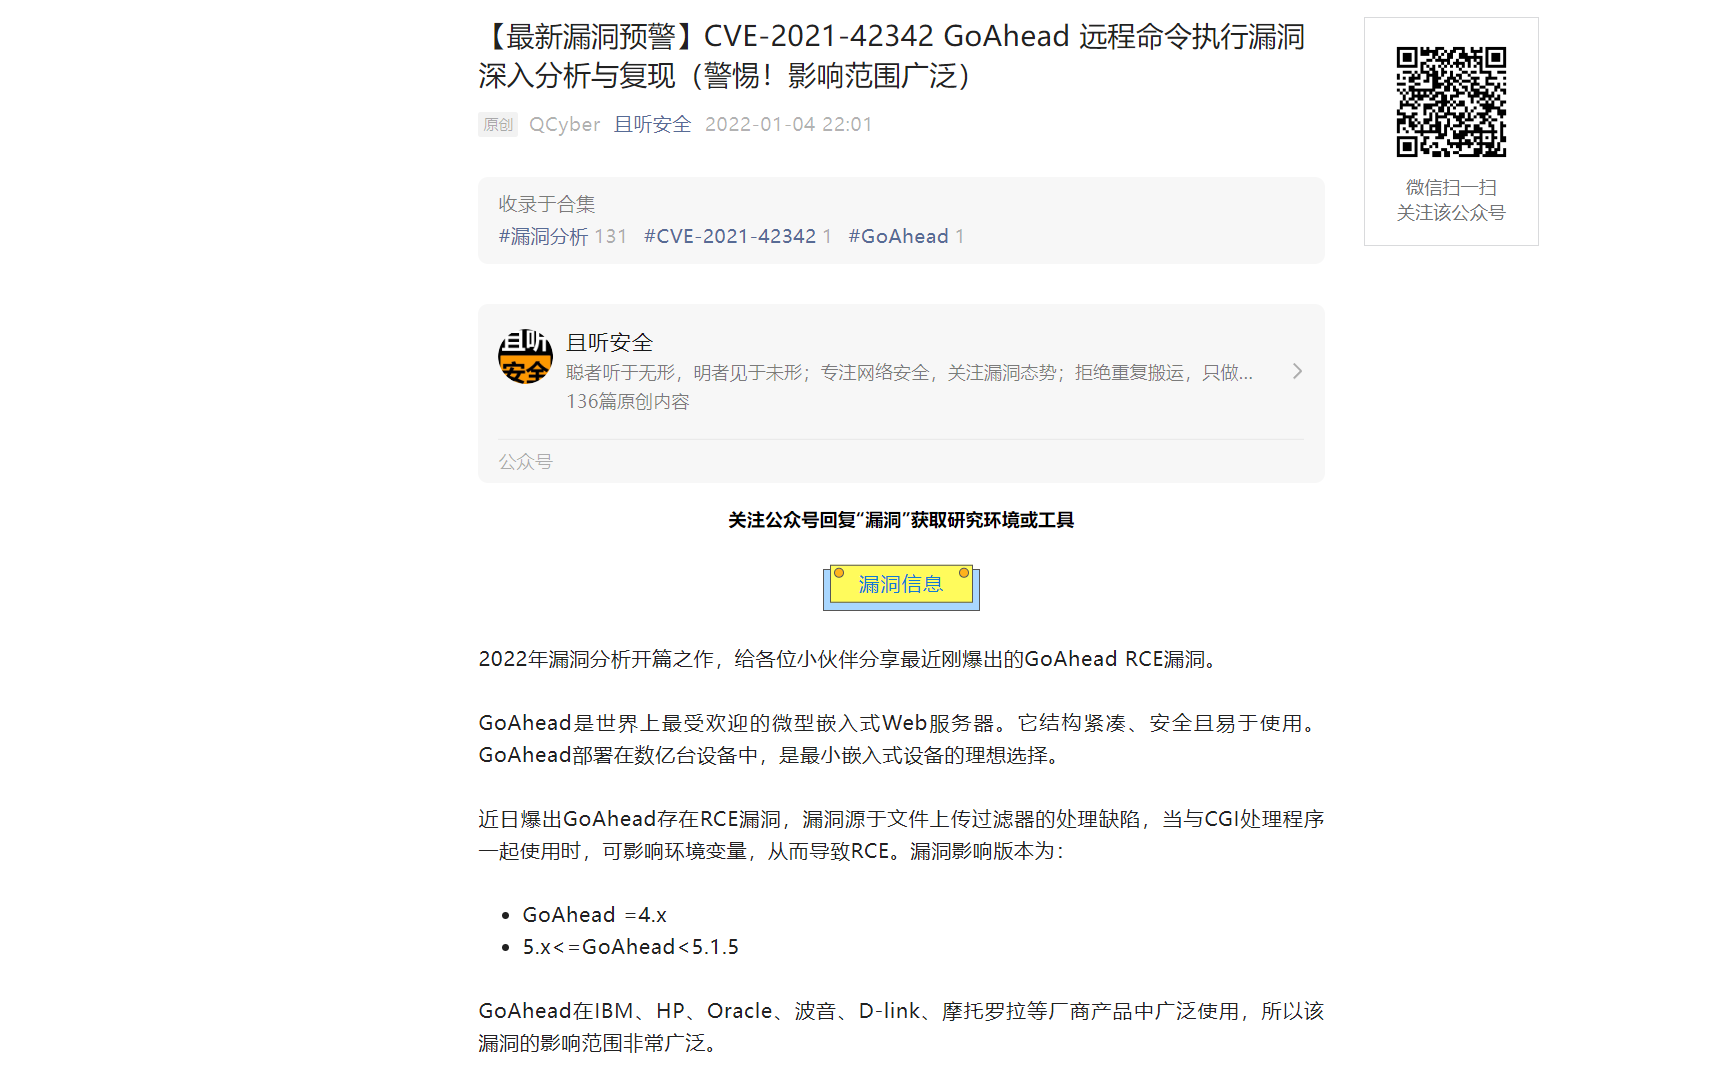 【最新漏洞预警】CVE-2021-42342 GoAhead 远程命令执行漏洞
深入分析与复现（警惕！影响范围广泛）
原创 QCyber 且听安全 2022-01-04 22:01
微信扫一扫
关注该公众号
收录于合集
#漏洞分析 131 #CVE-2021-42342 1 #GoAhead 1
且听
安全
且听安全
聪者听于无形，明者见于未形；专注网络安全，关注漏洞态势；拒绝重复搬运，只做...
136篇原创内容
公众号
关注公众号回复“漏洞”获取研究环境或工具
漏洞信息
2022年漏洞分析开篇之作，给各位小伙伴分享最近刚爆出的GoAhead RCE漏洞。
GoAhead是世界上最受欢迎的微型嵌入式Web服务器。它结构紧凑、安全且易于使用。
GoAhead部署在数亿台设备中，是最小嵌入式设备的理想选择。
近日爆出GoAhead存在RCE漏洞，漏洞源于文件上传过滤器的处理缺陷，当与CGI处理程序
一起使用时，可影响环境变量，从而导致RCE。漏洞影响版本为：
• GoAhead =4.x
• 5.x<=GoAhead<5.1.5
GoAhead在IBM、HP、Oracle、波音、D-link、摩托罗拉等厂商产品中广泛使用，所以该
漏洞的影响范围非常广泛。